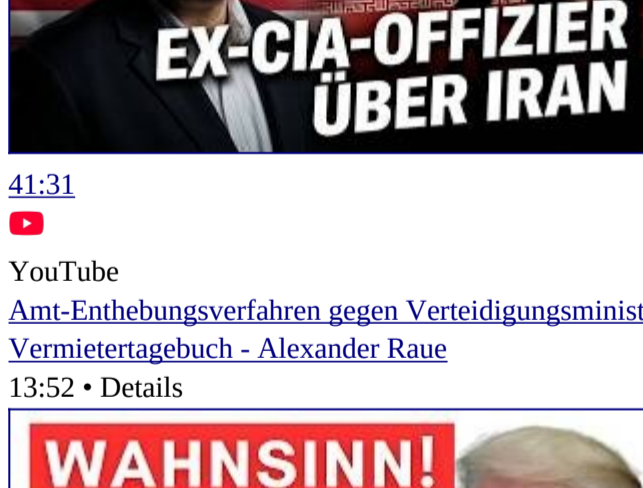 EX-CIA-OFFIZIER
ÜBER IRAN
41:31
YouTube
Amt-Enthebungsverfahren gegen Verteidigungsminist
Vermietertagebuch - Alexander Raue
13:52 • Details
WAHNSINN!